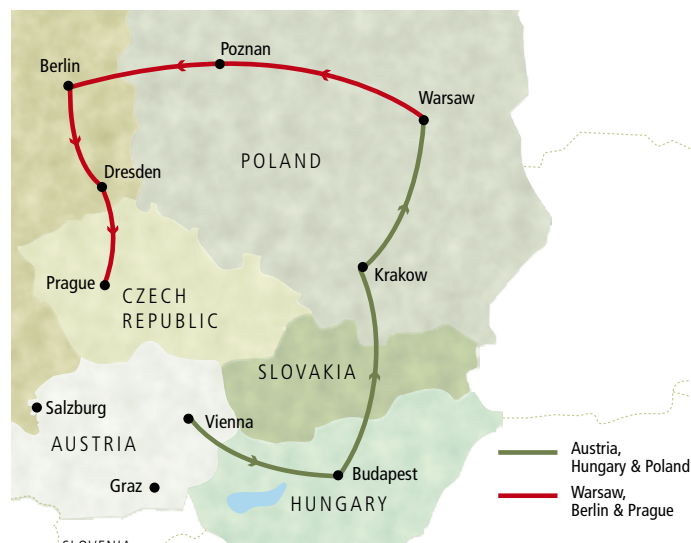 Poznan
Berlin
Warsaw
POLAND
Dresden
Krakow
Prague
CZECH
REPUBLIC
SLOVAKIA
Salzburg
Vienna
AUSTRIA
Budapest
Graz
HUNGARY
SLOVENIA
Austria,
Hungary & Poland
Warsaw,
Berlin & Prague